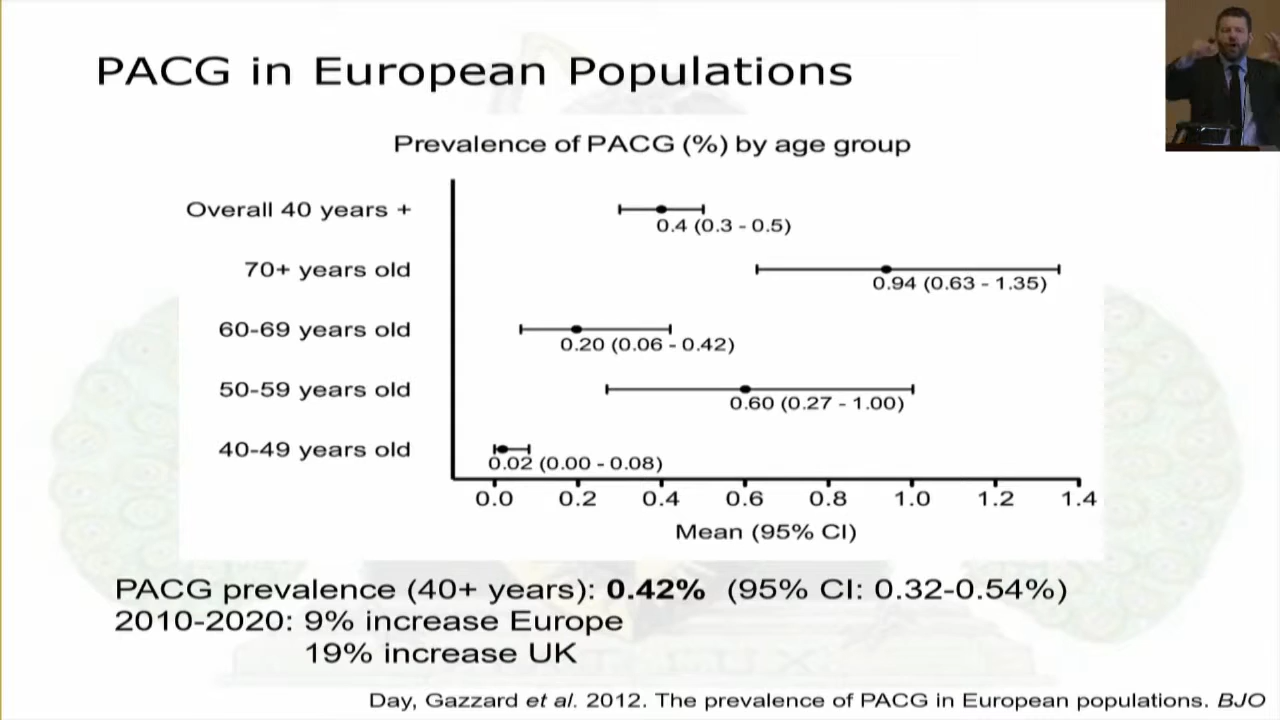 PACG in European Populations
Prevalence of PACG (%) by age group
Overall 40 years +
0.4 (0.3 - 0.5)
70+ years old
0.94 (0.63 - 1.35)
60-69 years old
0.20 (0.06 - 0.42)
50-59 years old
0.60 (0.27 - 1.00)
40-49 years old
0.02 (0.00 - 0.08)
0.0 0.2 0.4 0.6 0.8 1.0 1.2 1.4
Mean (95% CI)
PACG prevalence (40+ years): 0.42% (95% CI: 0.32-0.54%)
2010-2020: 9% increase Europe
19% increase UK
Day, Gazzard et al. 2012. The prevalence of PACG in European populations. BJO